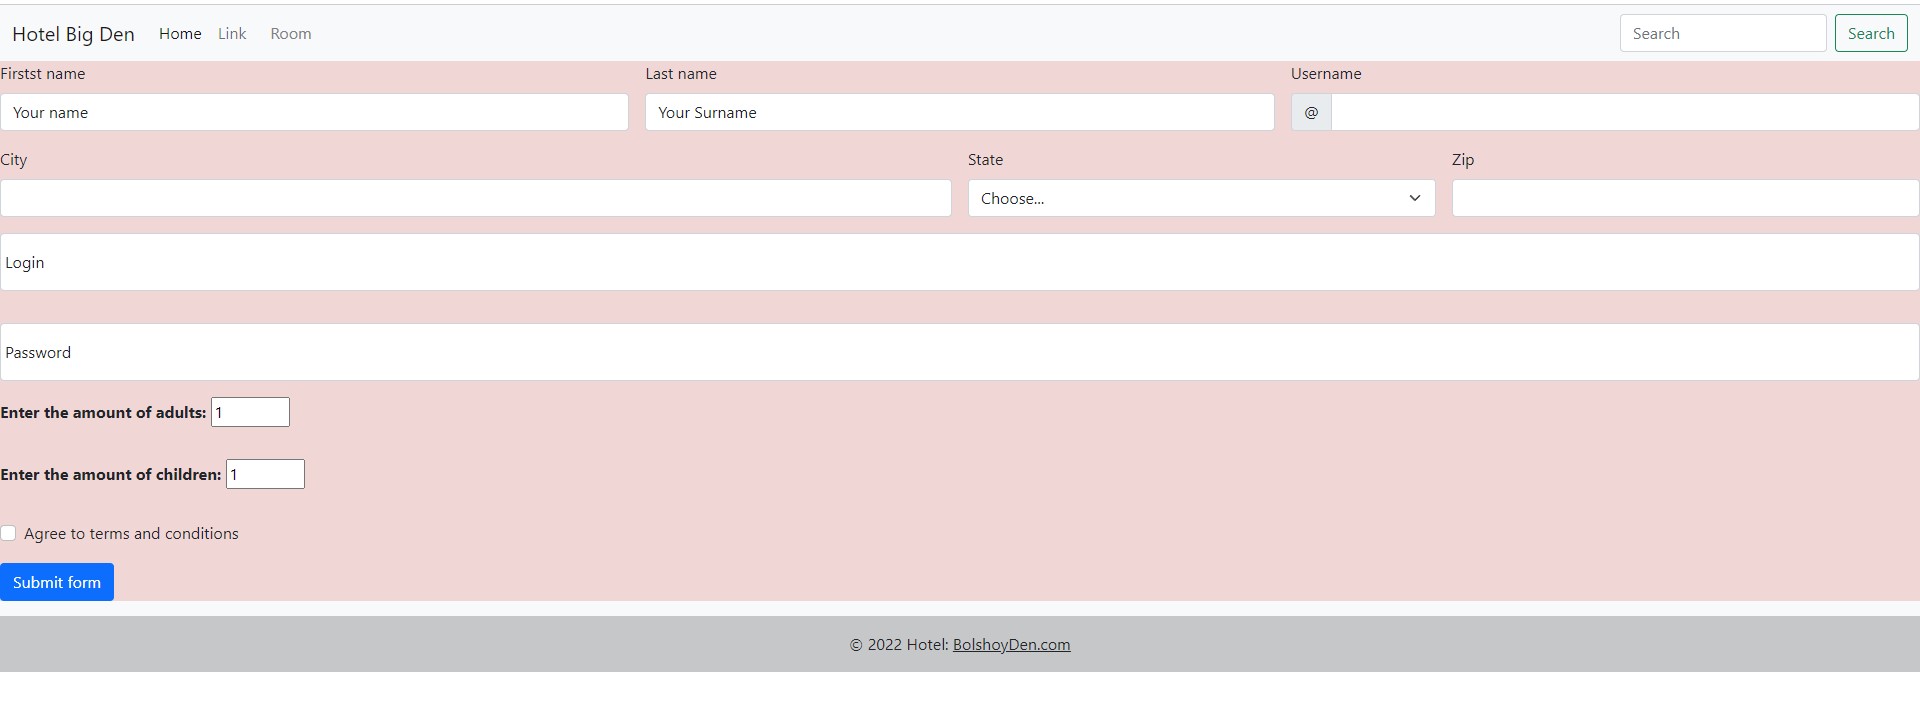 Hotel Big Den Home Link Room Search Search
Firstst name Last name Username
Your name Your Surname @
City State Zip
Choose...
Login
Password
Enter the amount of adults: 1
Enter the amount of children: 1
Agree to terms and conditions
Submit form
© 2022 Hotel: BolshoyDen.com